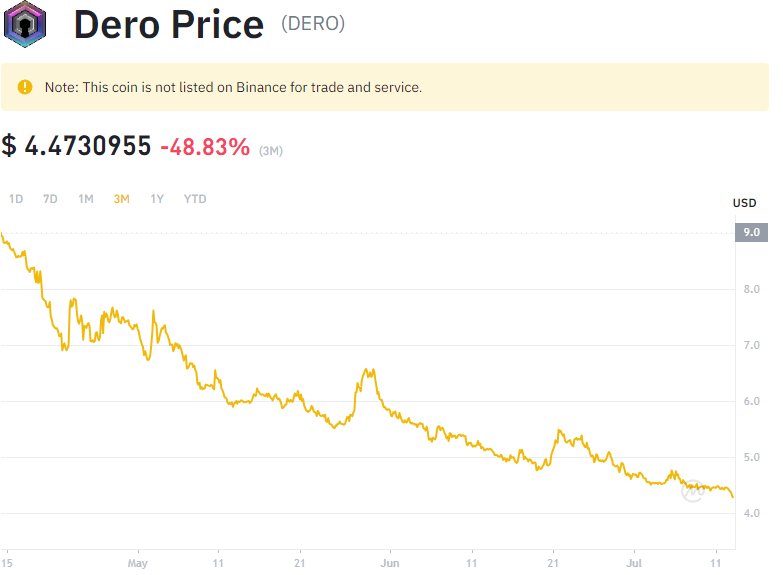 Dero Price (DERO)
Note: This coin is not listed on Binance for trade and service.
$ 4.4730955 -48.83% (3M)
1D 7D 1M 3M 1Y YTD
USD
9.0
8.0
7.0
6.0
5.0
4.0
15 May 11 21 Jun 11 21 Jul 11